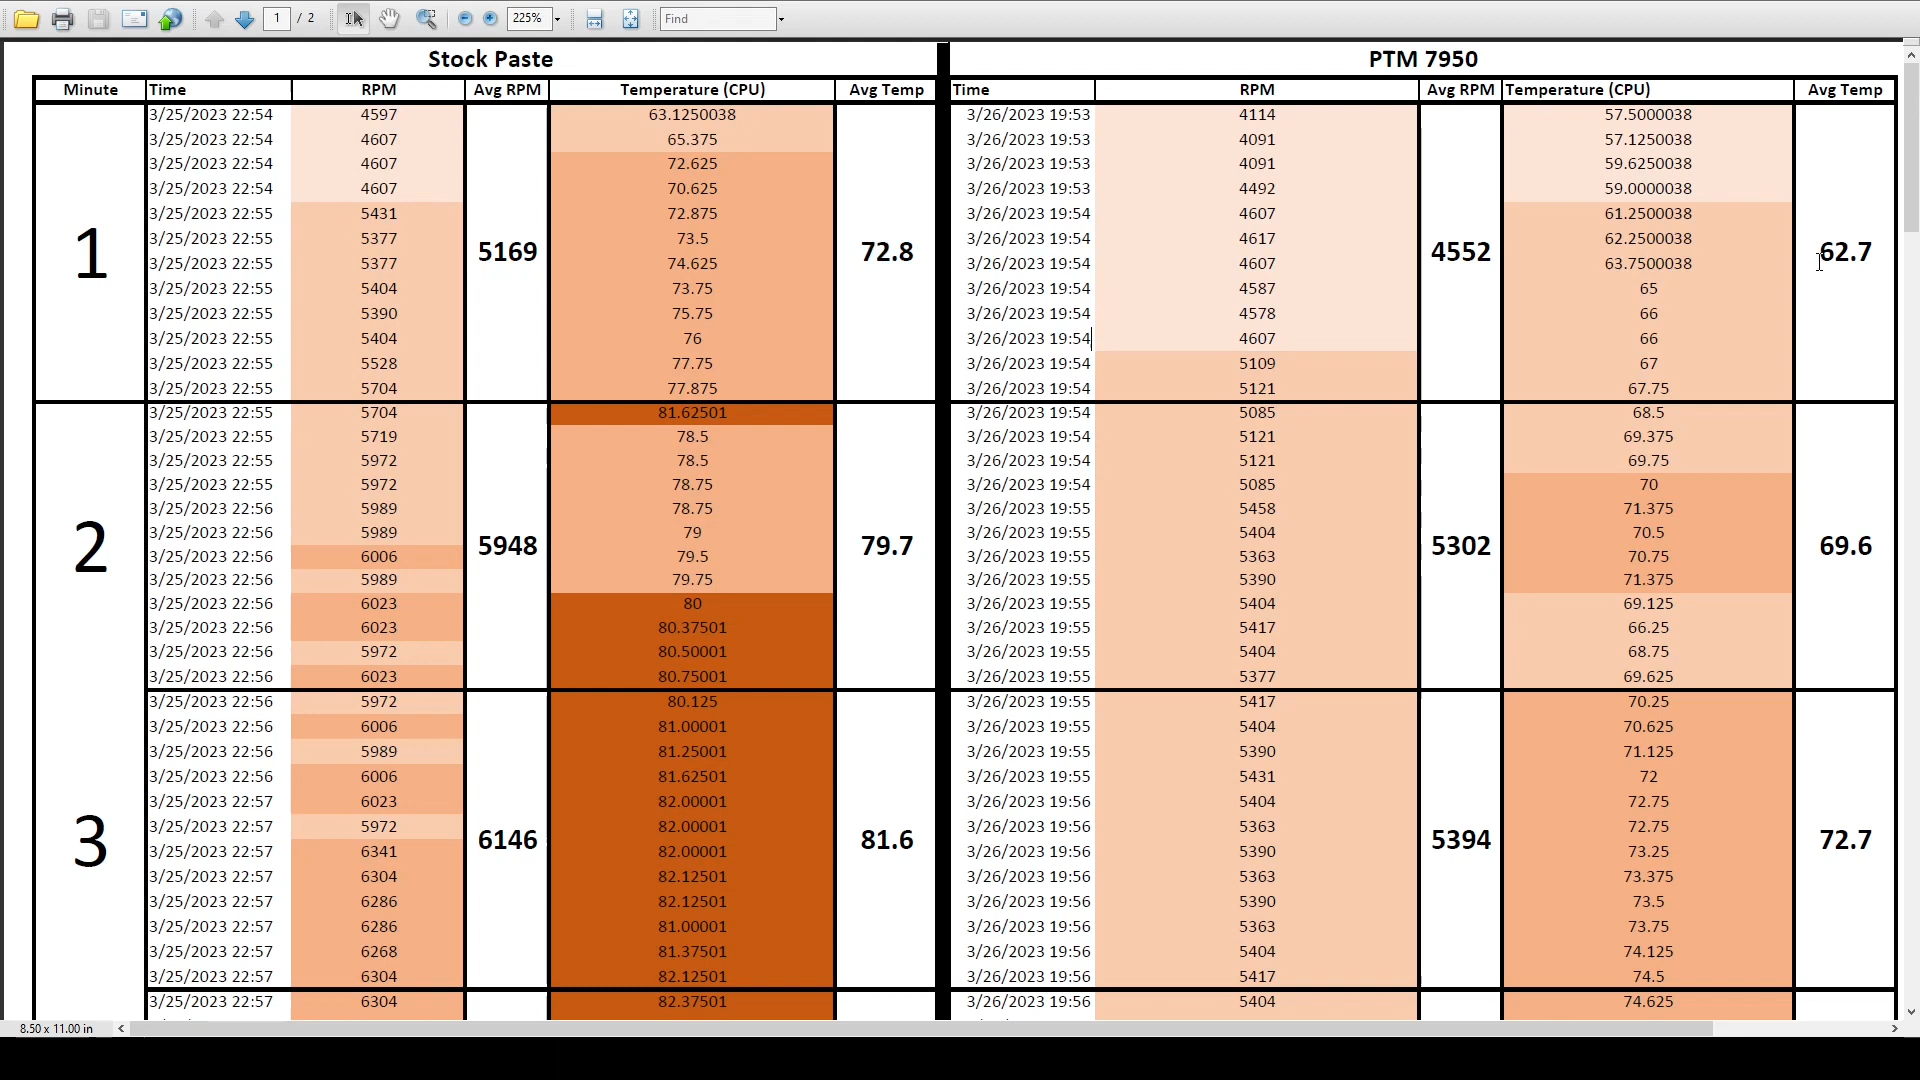 1 / 2 225% Find
Stock Paste PTM 7950
Minute Time RPM Avg RPM Temperature (CPU) Avg Temp Time RPM Avg RPM Temperature (CPU) Avg Temp
3/25/2023 22:54 4597 63.1250038 3/26/2023 19:53 4114 57.5000038
3/25/2023 22:54 4607 65.375 3/26/2023 19:53 4091 57.1250038
3/25/2023 22:54 4607 72.625 3/26/2023 19:53 4091 59.6250038
3/25/2023 22:54 4607 70.625 3/26/2023 19:53 4492 59.0000038
3/25/2023 22:55 5431 72.875 3/26/2023 19:54 4607 61.2500038
3/25/2023 22:55 5377 73.5 3/26/2023 19:54 4617 62.2500038
1 5169 72.8 4552 62.7
3/25/2023 22:55 5377 74.625 3/26/2023 19:54 4607 63.7500038
3/25/2023 22:55 5404 73.75 3/26/2023 19:54 4587 65
3/25/2023 22:55 5390 75.75 3/26/2023 19:54 4578 66
3/25/2023 22:55 5404 76 3/26/2023 19:54 4607 66
3/25/2023 22:55 5528 77.75 3/26/2023 19:54 5109 67
3/25/2023 22:55 5704 77.875 3/26/2023 19:54 5121 67.75
3/25/2023 22:55 5704 81.62501 3/26/2023 19:54 5085 68.5
3/25/2023 22:55 5719 78.5 3/26/2023 19:54 5121 69.375
3/25/2023 22:55 5972 78.5 3/26/2023 19:54 5121 69.75
3/25/2023 22:55 5972 78.75 3/26/2023 19:54 5085 70
3/25/2023 22:56 5989 78.75 3/26/2023 19:55 5458 71.375
3/25/2023 22:56 5989 79 3/26/2023 19:55 5404 70.5
2 5948 79.7 5302 69.6
3/25/2023 22:56 6006 79.5 3/26/2023 19:55 5363 70.75
3/25/2023 22:56 5989 79.75 3/26/2023 19:55 5390 71.375
3/25/2023 22:56 6023 80 3/26/2023 19:55 5404 69.125
3/25/2023 22:56 6023 80.37501 3/26/2023 19:55 5417 66.25
3/25/2023 22:56 5972 80.50001 3/26/2023 19:55 5404 68.75
3/25/2023 22:56 6023 80.75001 3/26/2023 19:55 5377 69.625
3/25/2023 22:56 5972 80.125 3/26/2023 19:55 5417 70.25
3/25/2023 22:56 6006 81.00001 3/26/2023 19:55 5404 70.625
3/25/2023 22:56 5989 81.25001 3/26/2023 19:55 5390 71.125
3/25/2023 22:56 6006 81.62501 3/26/2023 19:55 5431 72
3/25/2023 22:57 6023 82.00001 3/26/2023 19:56 5404 72.75
3/25/2023 22:57 5972 82.00001 3/26/2023 19:56 5363 72.75
3 6146 81.6 5394 72.7
3/25/2023 22:57 6341 82.00001 3/26/2023 19:56 5390 73.25
3/25/2023 22:57 6304 82.12501 3/26/2023 19:56 5363 73.375
3/25/2023 22:57 6286 82.12501 3/26/2023 19:56 5390 73.5
3/25/2023 22:57 6286 81.00001 3/26/2023 19:56 5363 73.75
3/25/2023 22:57 6268 81.37501 3/26/2023 19:56 5404 74.125
3/25/2023 22:57 6304 82.12501 3/26/2023 19:56 5417 74.5
3/25/2023 22:57 6304 82.37501 3/26/2023 19:56 5404 74.625
8.50 x 11.00 in